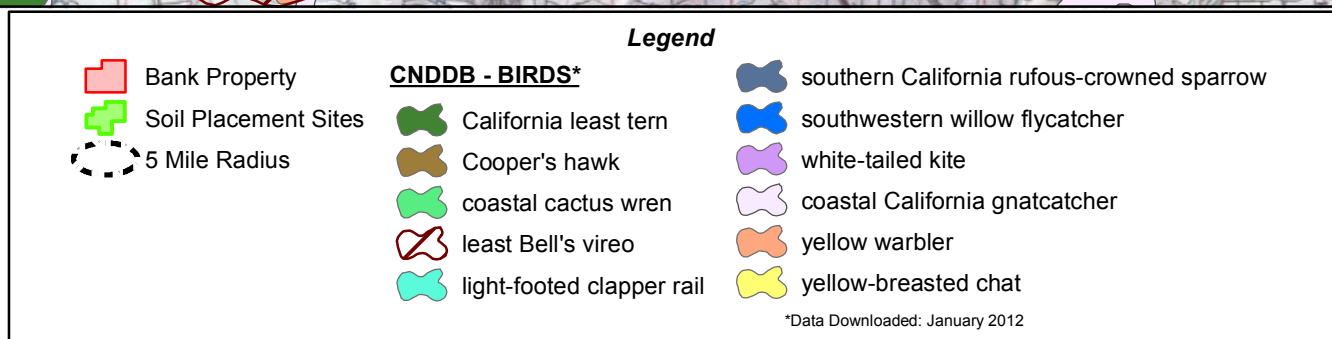 Legend
Bank Property
Soil Placement Sites
5 Mile Radius
CNDDB - BIRDS*
California least tern
Cooper's hawk
coastal cactus wren
least Bell's vireo
light-footed clapper rail
southern California rufous-crowned sparrow
southwestern willow flycatcher
white-tailed kite
coastal California gnatcatcher
yellow warbler
yellow-breasted chat
*Data Downloaded: January 2012